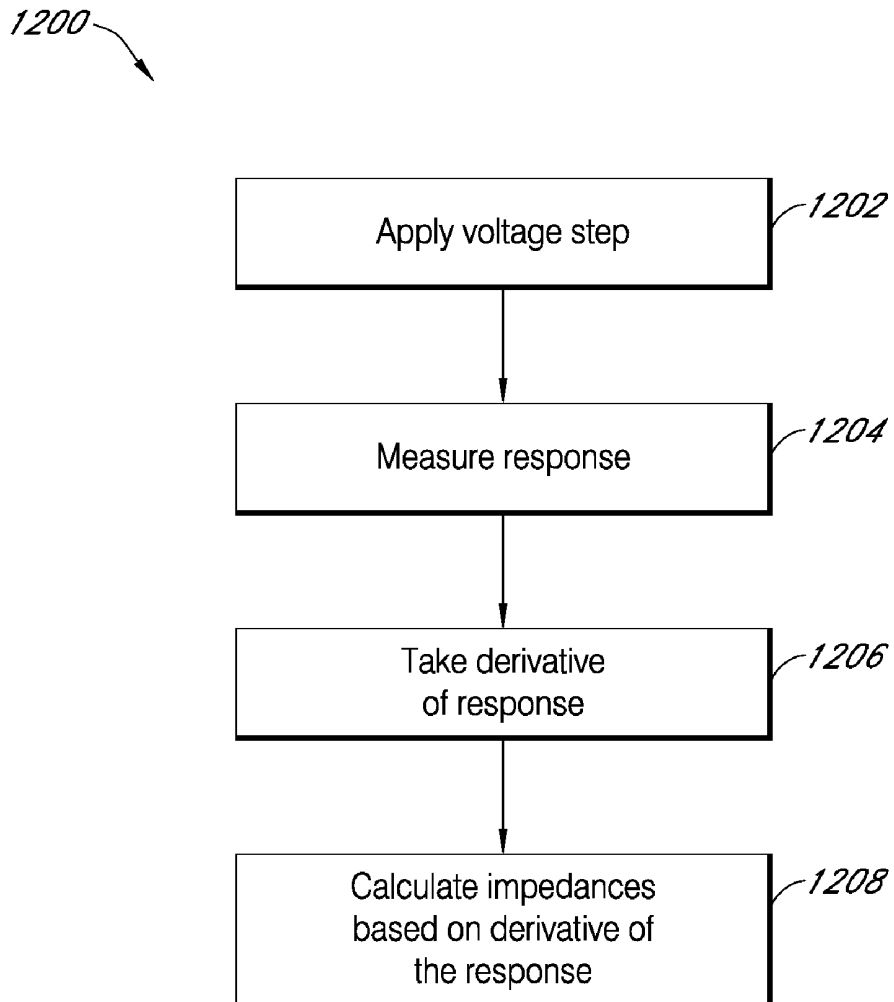 1200
Apply voltage step
1202
Measure response
1204
Take derivative
of response
1206
Calculate impedances
based on derivative of
the response
1208